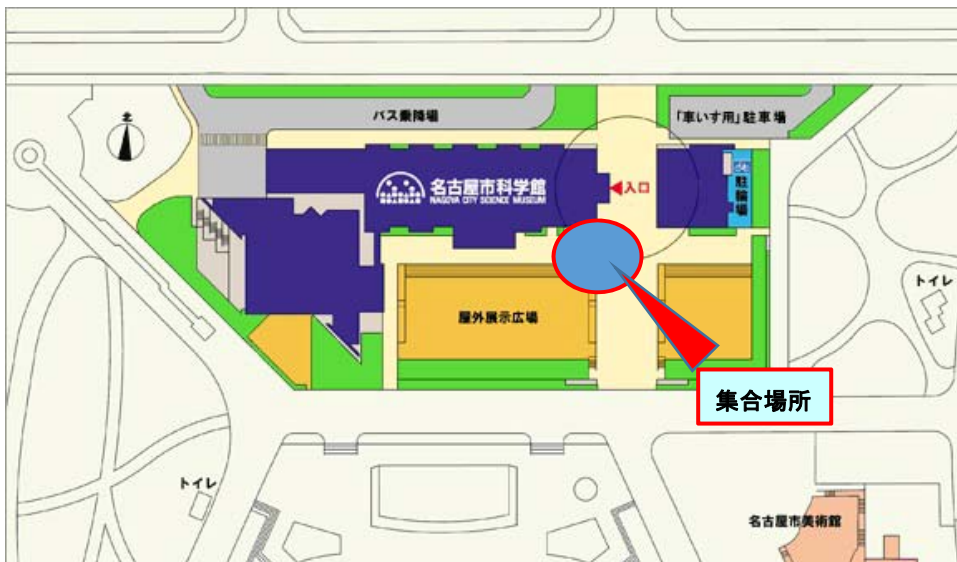 北
バス乗降場
「車いす用」駐車場
名古屋市科学館
NAGOYA CITY SCIENCE MUSEUM
入口
駐輪場
トイレ
屋外展示広場
集合場所
トイレ
名古屋市美術館